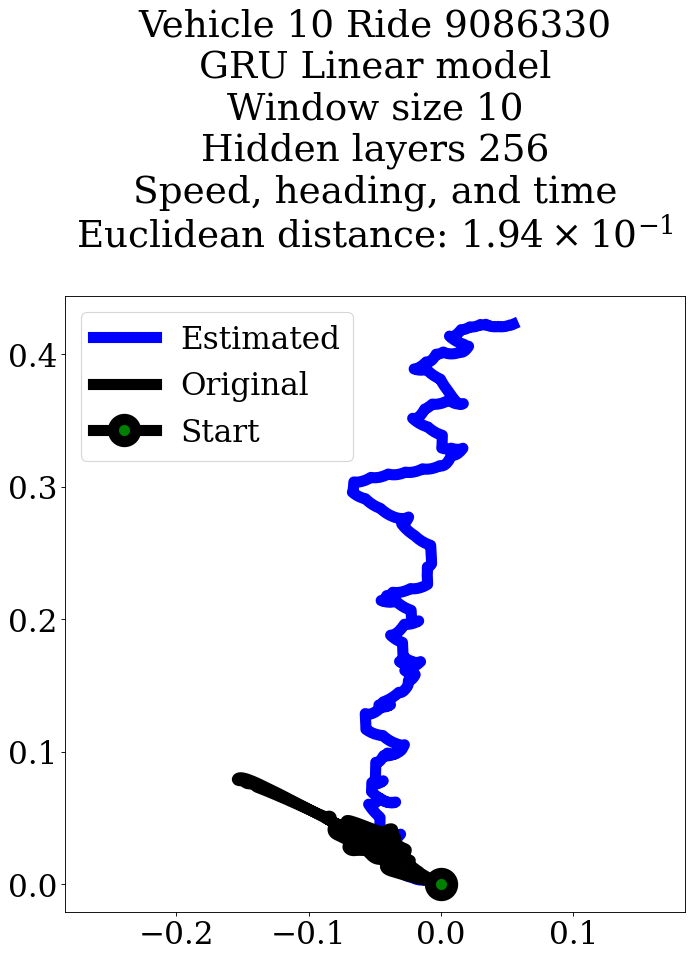 Vehicle 10 Ride 9086330
GRU Linear model
Window size 10
Hidden layers 256
Speed, heading, and time
Euclidean distance: 1.94 × 10⁻¹
Estimated
Original
Start
0.4
0.3
0.2
0.1
0.0
−0.2
−0.1
0.0
0.1